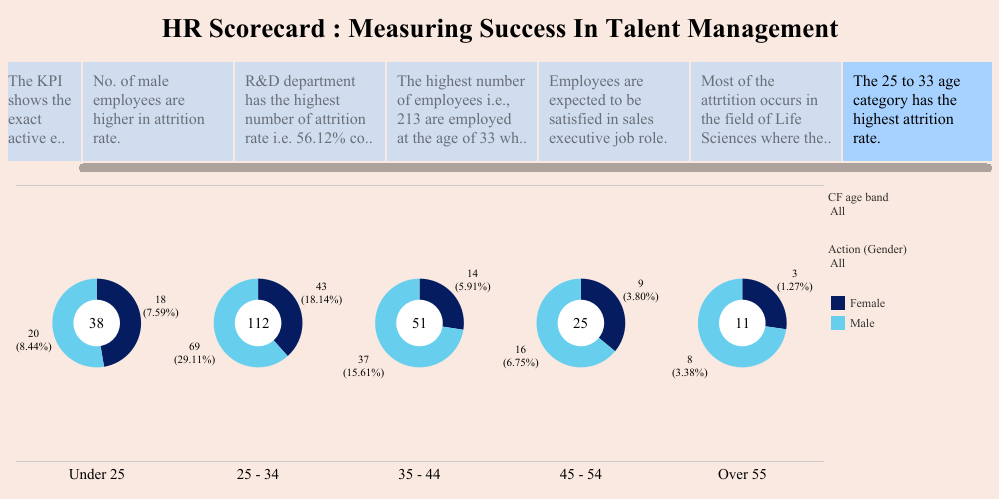 HR Scorecard : Measuring Success In Talent Management
The KPI
shows the
exact
active e..
No. of male
employees are
higher in attrition
rate.
R&D department
has the highest
number of attrition
rate i.e. 56.12% co..
The highest number
of employees i.e.,
213 are employed
at the age of 33 wh..
Employees are
expected to be
satisfied in sales
executive job role.
Most of the
attrtition occurs in
the field of Life
Sciences where the..
The 25 to 33 age
category has the
highest attrition
rate.
CF age band
All
Action (Gender)
All
Female
Male
38
18
(7.59%)
20
(8.44%)
112
43
(18.14%)
69
(29.11%)
51
14
(5.91%)
37
(15.61%)
25
9
(3.80%)
16
(6.75%)
11
3
(1.27%)
8
(3.38%)
Under 25
25 - 34
35 - 44
45 - 54
Over 55